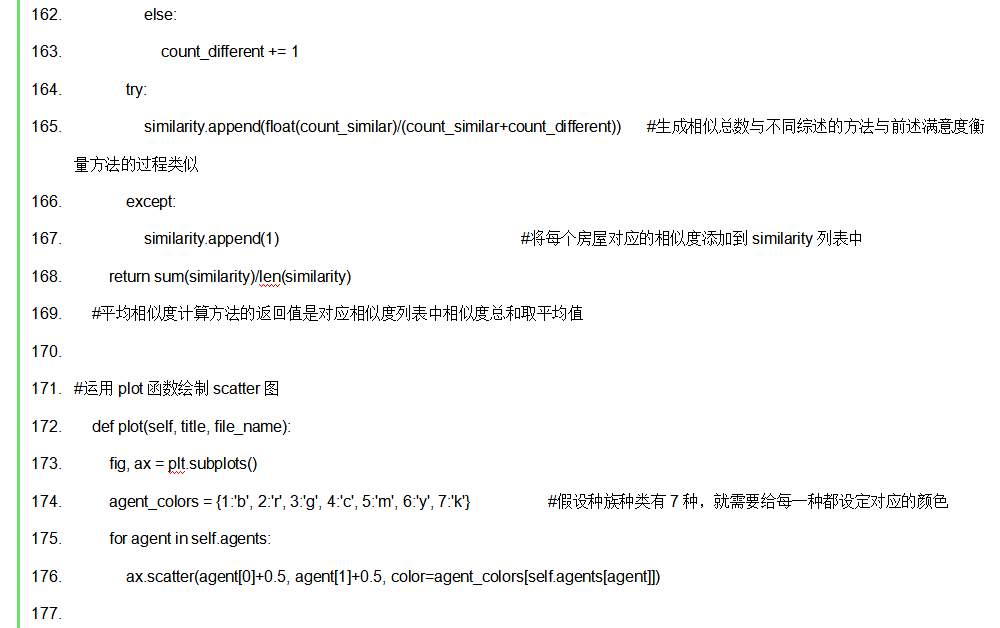 162. else:
163. count_different += 1
164. try:
165. similarity.append(float(count_similar)/(count_similar+count_different)) #生成相似总数与不同综述的方法与前述满意度衡
量方法的过程类似
166. except:
167. similarity.append(1) #将每个房屋对应的相似度添加到 similarity 列表中
168. return sum(similarity)/len(similarity)
169. #平均相似度计算方法的返回值是对应相似度列表中相似度总和取平均值
170.
171. #运用 plot 函数绘制 scatter 图
172. def plot(self, title, file_name):
173. fig, ax = plt.subplots()
174. agent_colors = {1:'b', 2:'r', 3:'g', 4:'c', 5:'m', 6:'y', 7:'k'} #假设种族种类有 7 种，就需要给每一种都设定对应的颜色
175. for agent in self.agents:
176. ax.scatter(agent[0]+0.5, agent[1]+0.5, color=agent_colors[self.agents[agent]])
177.